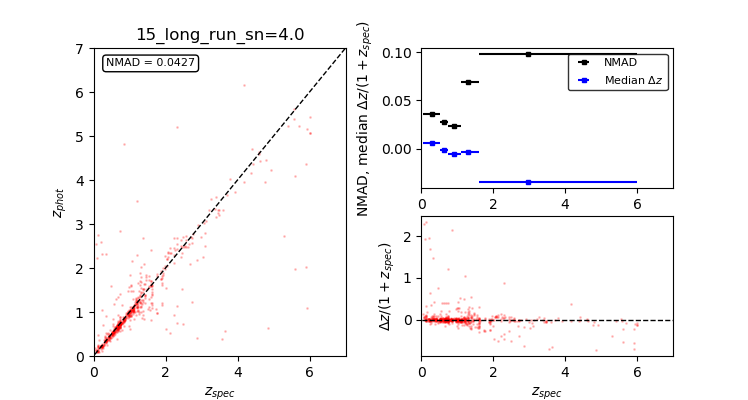 15_long_run_sn=4.0
NMAD = 0.0427
z_phot
7
6
5
4
3
2
1
0
0 2 4 6
z_spec
NMAD, median Δz/(1 + z_spec)
0.10
0.05
0.00
NMAD
Median Δz
0 2 4 6
Δz/(1 + z_spec)
2
1
0
0 2 4 6
z_spec